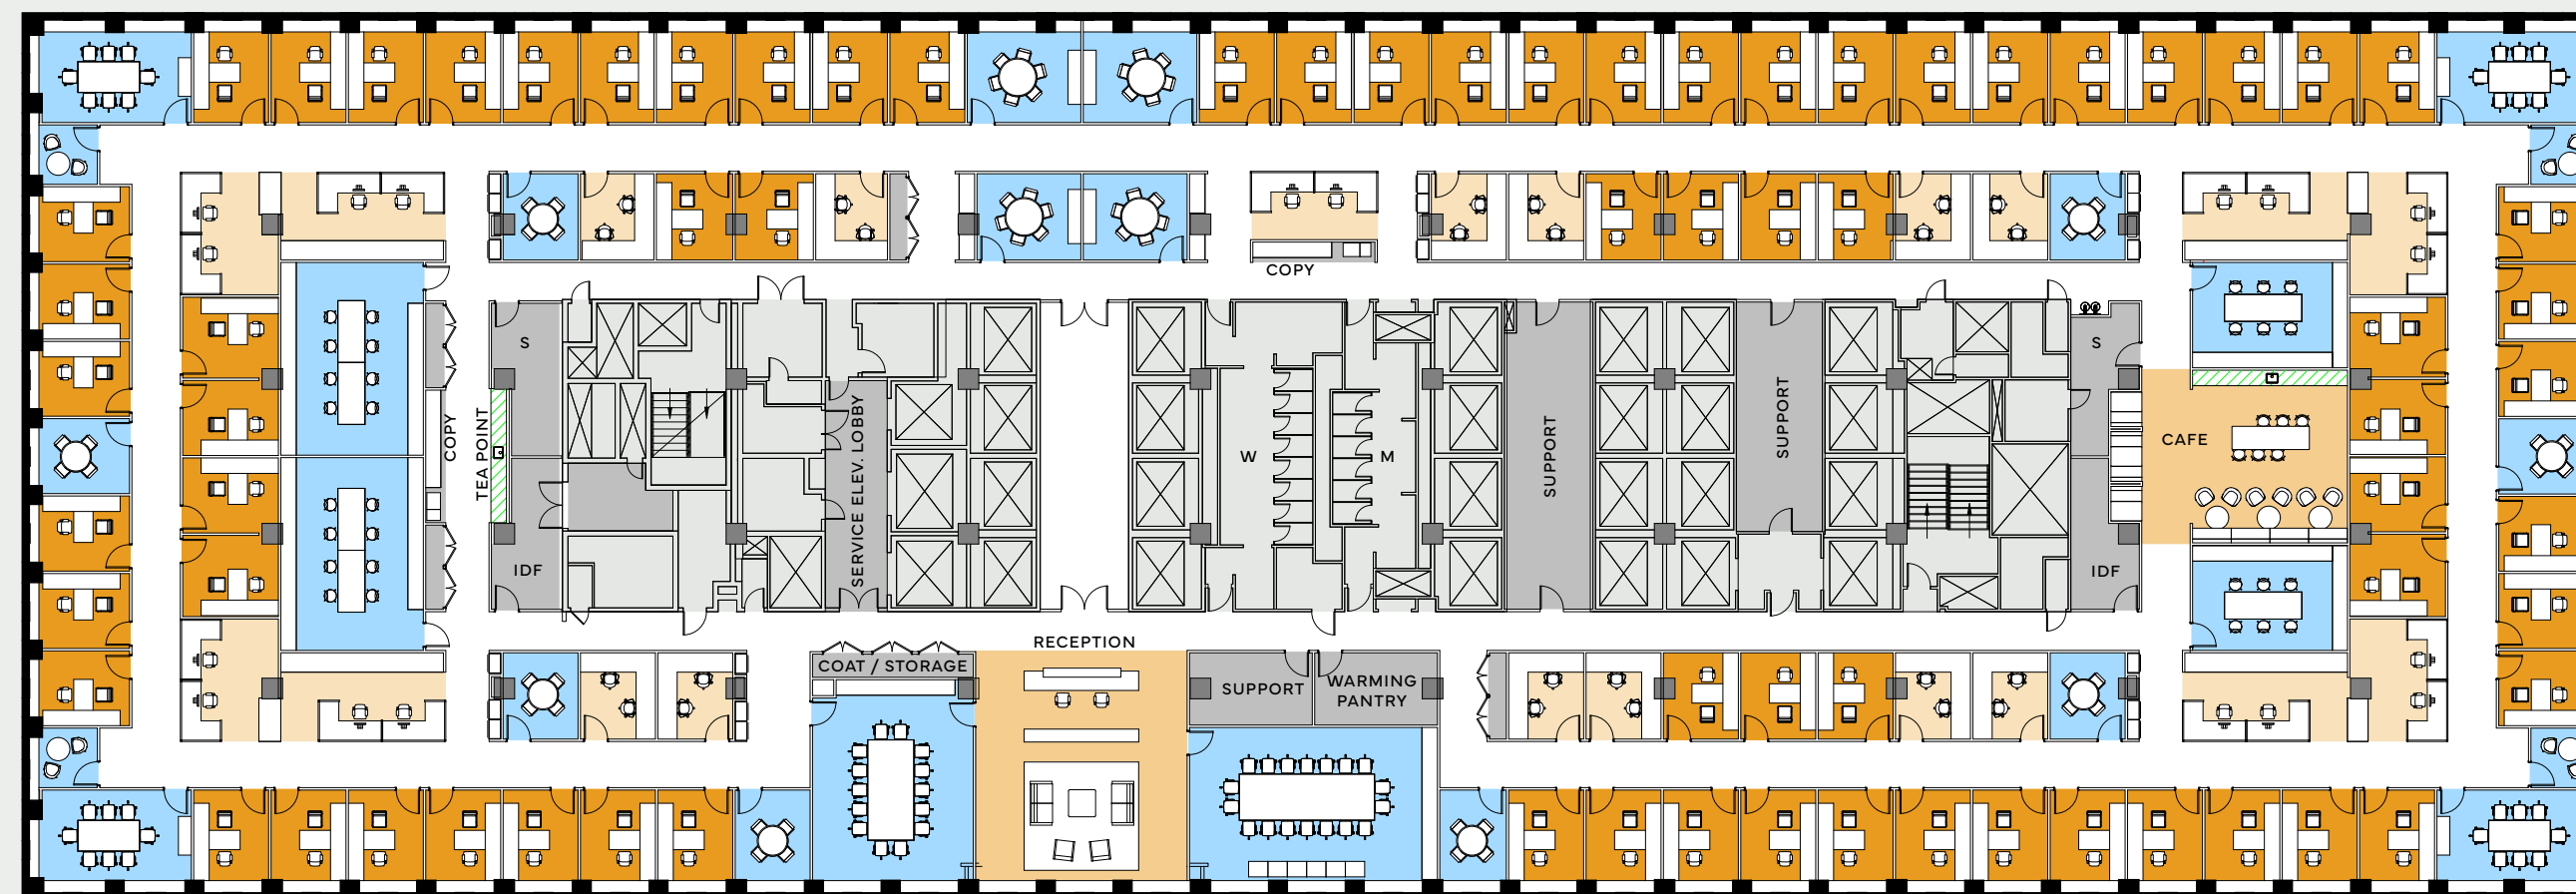 COPY
S
S
COPY
TEA POINT
SERVICE ELEV. LOBBY
W
M
SUPPORT
SUPPORT
CAFE
IDF
IDF
RECEPTION
COAT / STORAGE
SUPPORT
WARMING
PANTRY